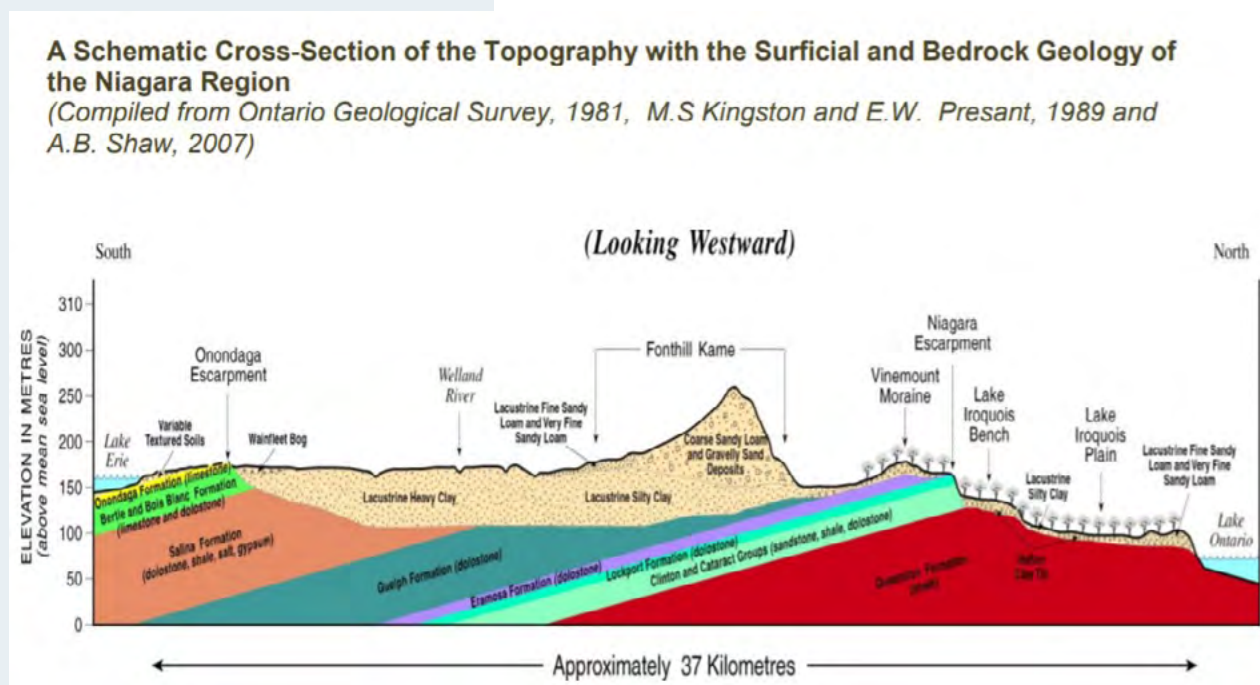 A Schematic Cross-Section of the Topography with the Surficial and Bedrock Geology of
the Niagara Region
(Compiled from Ontario Geological Survey, 1981, M.S Kingston and E.W. Presant, 1989 and
A.B. Shaw, 2007)
(Looking Westward)
South
North
ELEVATION IN METRES
(above mean sea level)
310
300
250
200
150
100
50
0
Lake
Erie
Variable
Textured Soils
Onondaga
Escarpment
Wainfleet Bog
Welland
River
Lacustrine Fine Sandy
Loam and Very Fine
Sandy Loam
Fonthill Kame
Coarse Sandy Loam
and Gravelly Sand
Deposits
Vinemount
Moraine
Niagara
Escarpment
Lake
Iroquois
Bench
Lacustrine
Silty Clay
Lake
Iroquois
Plain
Lacustrine Fine Sandy
Loam and Very Fine
Sandy Loam
Lake
Ontario
Lacustrine Heavy Clay
Lacustrine Silty Clay
Onondaga Formation (limestone)
Bertie and Bois Blanc Formation
(limestone and dolostone)
Salina Formation
(dolostone, shale, salt, gypsum)
Guelph Formation (dolostone)
Eramosa Formation (dolostone)
Lockport Formation (dolostone)
Clinton and Cataract Groups (sandstone, shale, dolostone)
Queenston Formation
(shale)
Approximately 37 Kilometres